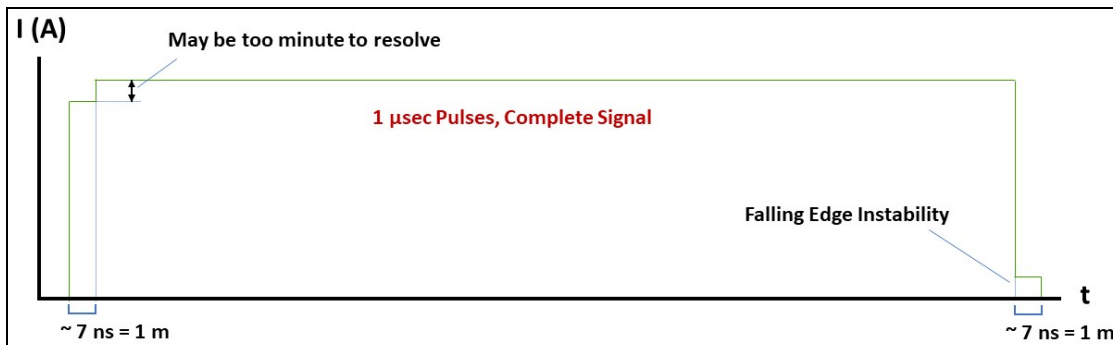 I (A)
May be too minute to resolve
1 µsec Pulses, Complete Signal
Falling Edge Instability
t
~ 7 ns = 1 m
~ 7 ns = 1 m